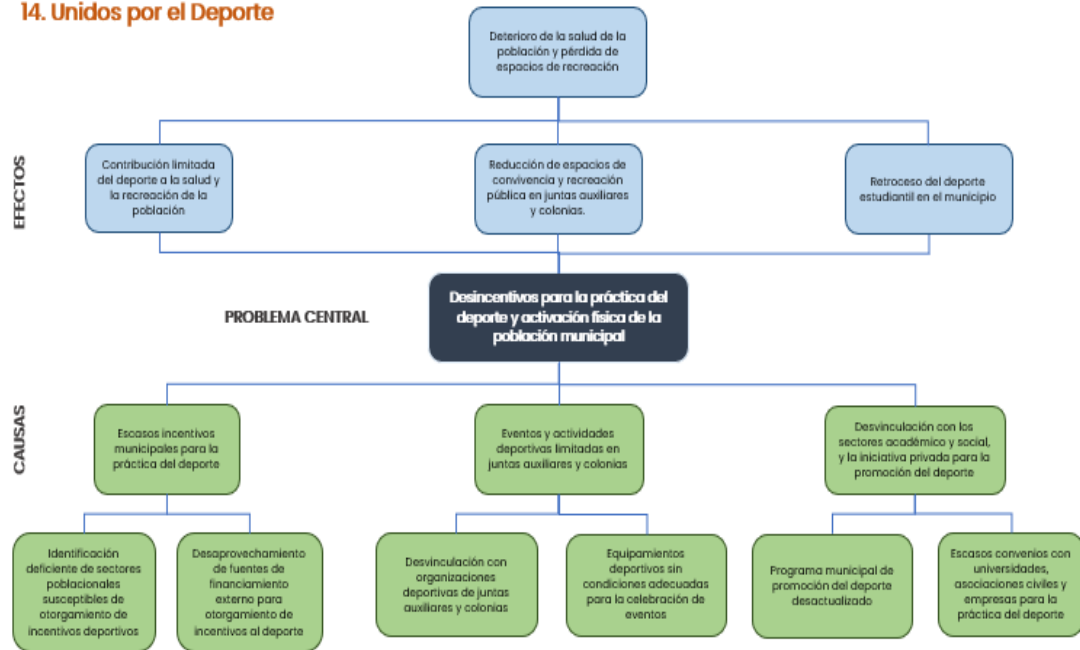 14. Unidos por el Deporte
Deterioro de la salud de la
población y pérdida de
espacios de recreación
EFECTOS
Contribución limitada
del deporte a la salud y
la recreación de la
población
Reducción de espacios de
convivencia y recreación
pública en juntas auxiliares
y colonias.
Retroceso del deporte
estudiantil en el municipio
PROBLEMA CENTRAL
Desincentivos para la práctica del
deporte y activación física de la
población municipal
CAUSAS
Escasos incentivos
municipales para la
práctica del deporte
Eventos y actividades
deportivas limitadas en
juntas auxiliares y colonias
Desvinculación con los
sectores académico y social,
y la iniciativa privada para la
promoción del deporte
Identificación
deficiente de sectores
poblacionales
susceptibles de
otorgamiento de
incentivos deportivos
Desaprovechamiento
de fuentes de
financiamiento
externo para
otorgamiento de
incentivos al deporte
Desvinculación con
organizaciones
deportivas de juntas
auxiliares y colonias
Equipamientos
deportivos sin
condiciones adecuadas
para la celebración de
eventos
Programa municipal de
promoción del deporte
desactualizado
Escasos convenios con
universidades,
asociaciones civiles y
empresas para la
práctica del deporte